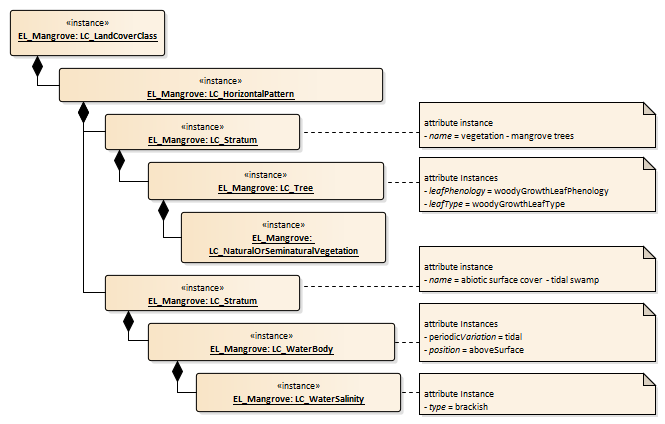 «instance»
EL_Mangrove: LC_LandCoverClass
«instance»
EL_Mangrove: LC_HorizontalPattern
«instance»
EL_Mangrove: LC_Stratum
attribute instance
- name = vegetation - mangrove trees
«instance»
EL_Mangrove: LC_Tree
attribute Instances
- leafPhenology = woodyGrowthLeafPhenology
- leafType = woodyGrowthLeafType
«instance»
EL_Mangrove:
LC_NaturalOrSeminaturalVegetation
«instance»
EL_Mangrove: LC_Stratum
attribute instance
- name = abiotic surface cover - tidal swamp
«instance»
EL_Mangrove: LC_WaterBody
attribute Instances
- periodicVariation = tidal
- position = aboveSurface
«instance»
EL_Mangrove: LC_WaterSalinity
attribute Instance
- type = brackish